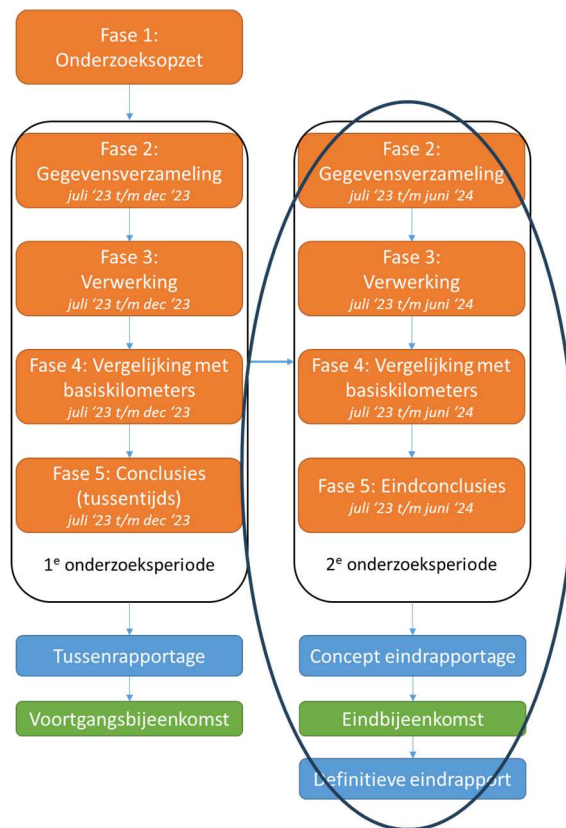 Fase 1:
Onderzoeksopzet
Fase 2:
Gegevensverzameling
juli ‘23 t/m dec ‘23
Fase 3:
Verwerking
juli ‘23 t/m dec ‘23
Fase 4: Vergelijking met
basiskilometers
juli ‘23 t/m dec ‘23
Fase 5: Conclusies
(tussentijds)
juli ‘23 t/m dec ‘23
1e onderzoeksperiode
Tussenrapportage
Voortgangsbijeenkomst
Fase 2:
Gegevensverzameling
juli ‘23 t/m juni ‘24
Fase 3:
Verwerking
juli ‘23 t/m juni ‘24
Fase 4: Vergelijking met
basiskilometers
juli ‘23 t/m juni ‘24
Fase 5: Eindconclusies
juli ‘23 t/m juni ‘24
2e onderzoeksperiode
Concept eindrapportage
Eindbijeenkomst
Definitieve eindrapport